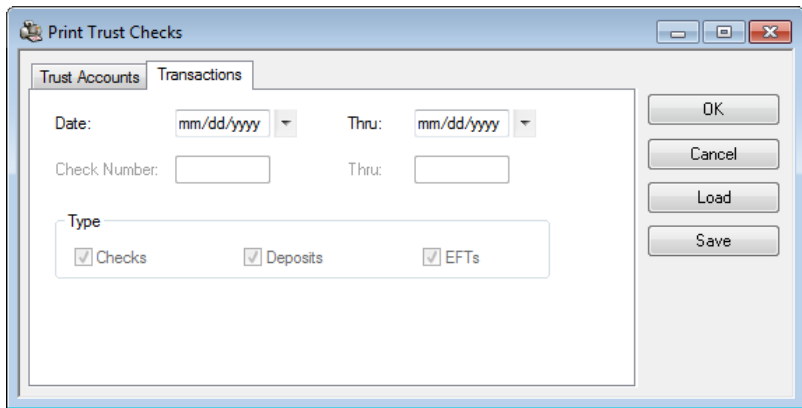 Print Trust Checks
Trust Accounts Transactions
Date: mm/dd/yyyy Thru: mm/dd/yyyy
Check Number: Thru:
Type
Checks Deposits EFTs
OK
Cancel
Load
Save